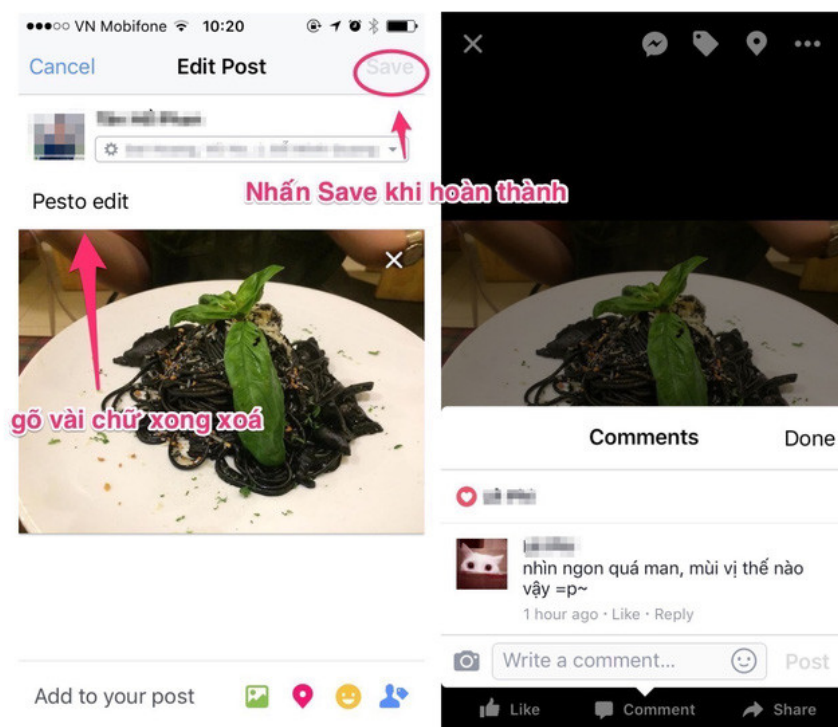 VN Mobifone 10:20
Cancel Edit Post Save
Nhấn Save khi hoàn thành
Pesto edit
gõ vài chữ xong xoá
Add to your post
Comments Done
nhìn ngon quá man, mùi vị thế nào
vậy =p~
1 hour ago · Like · Reply
Write a comment... Post
Like Comment Share